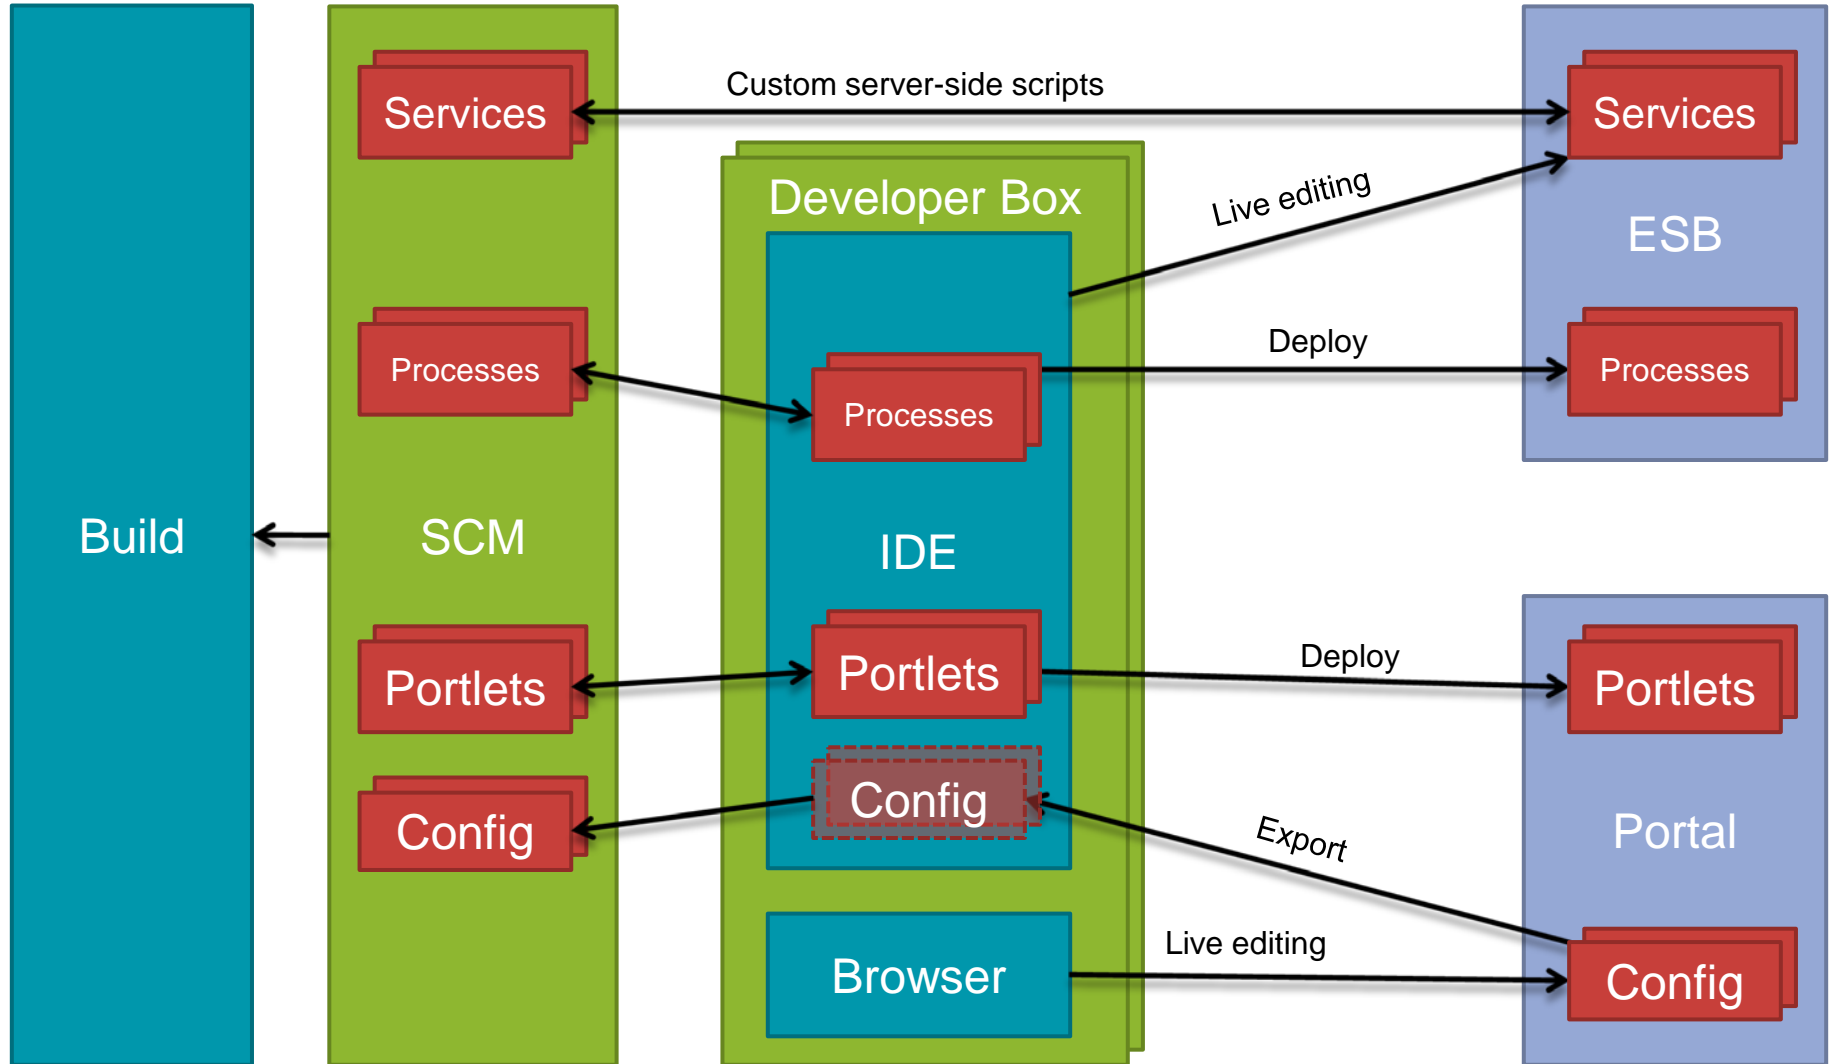 Build
SCM
Services
Processes
Portlets
Config
Developer Box
IDE
Processes
Portlets
Config
Browser
Custom server-side scripts
Live editing
Deploy
Deploy
Export
Live editing
Services
ESB
Processes
Portlets
Portal
Config